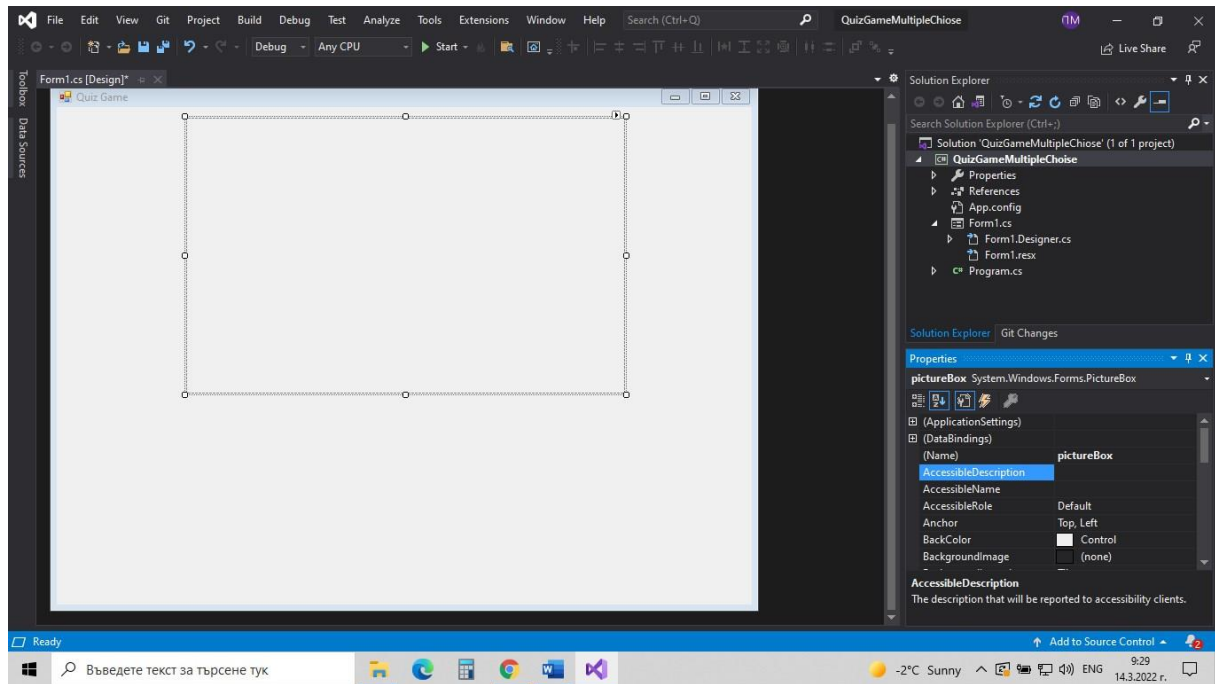 File Edit View Git Project Build Debug Test Analyze Tools Extensions Window Help Search (Ctrl+Q) QuizGameMultipleChiose ПМ
Debug Any CPU Start Live Share
Toolbox
Data Sources
Form1.cs [Design]*
Quiz Game
Solution Explorer
Search Solution Explorer (Ctrl+;)
Solution 'QuizGameMultipleChiose' (1 of 1 project)
QuizGameMultipleChoise
Properties
References
App.config
Form1.cs
Form1.Designer.cs
Form1.resx
C# Program.cs
Solution Explorer Git Changes
Properties
pictureBox System.Windows.Forms.PictureBox
(ApplicationSettings)
(DataBindings)
(Name) pictureBox
AccessibleDescription
AccessibleName
AccessibleRole Default
Anchor Top, Left
BackColor Control
BackgroundImage (none)
AccessibleDescription
The description that will be reported to accessibility clients.
Ready Add to Source Control 2
Въведете текст за търсене тук -2°C Sunny ENG 9:29
14.3.2022 г.